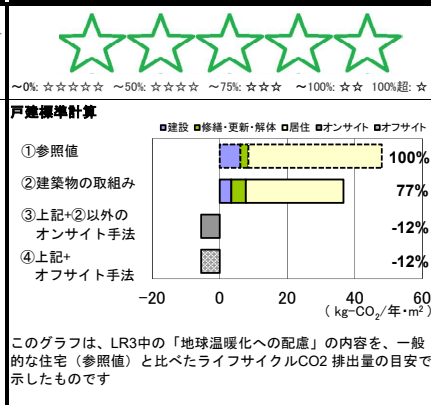 ～0%: ☆☆☆☆☆ ～50%: ☆☆☆☆ ～75%: ☆☆☆ ～100%: ☆☆ 100%超: ☆
戸建標準計算
■建設 ■修繕・更新・解体 □居住 ■オンサイト ■オフサイト
①参照値
100%
②建築物の取組み
77%
③上記+②以外の
オンサイト手法
-12%
④上記+
オフサイト手法
-12%
-20 0 20 40 60
( kg-CO2/年・m² )
このグラフは、LR3中の「地球温暖化への配慮」の内容を、一般
的な住宅（参照値）と比べたライフサイクルCO2 排出量の目安で
示したものです